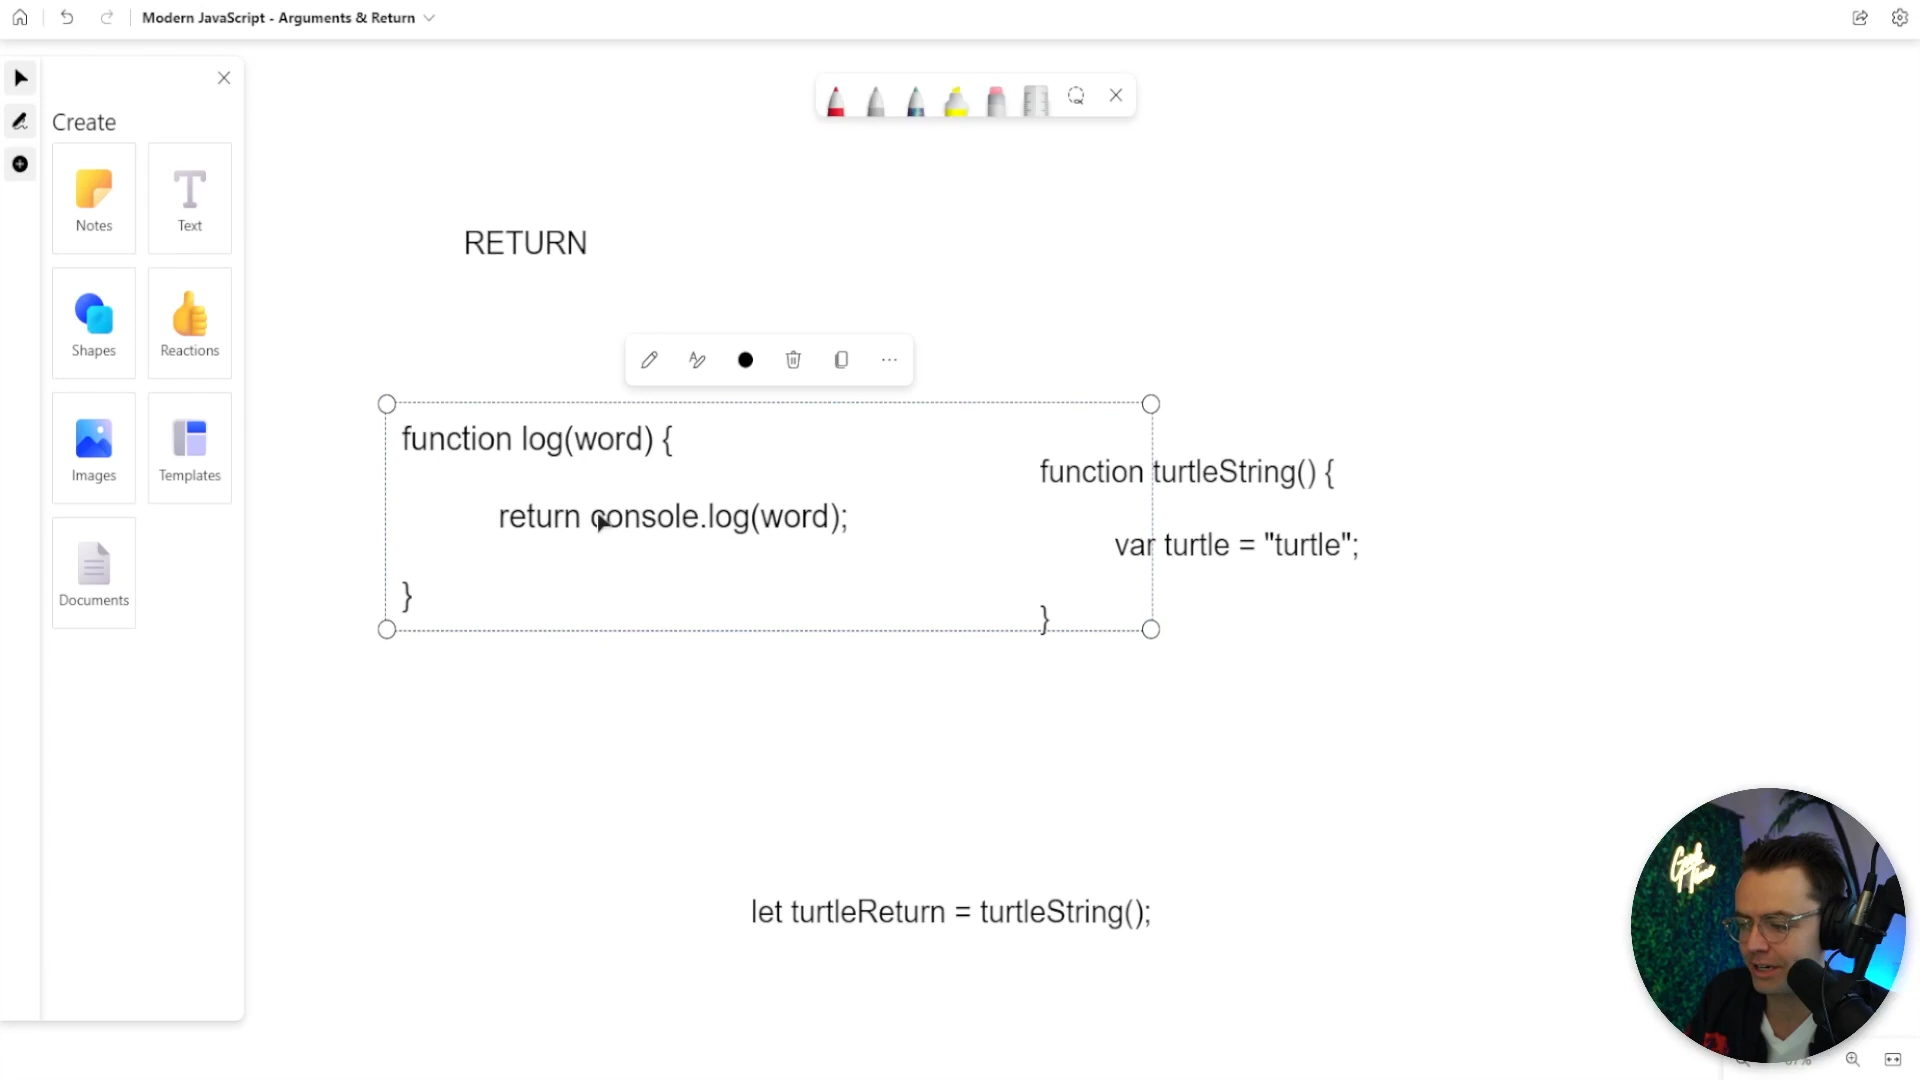 Modern JavaScript - Arguments & Return
Create
Notes
Text
Shapes
Reactions
Images
Templates
Documents
RETURN
function log(word) {
return console.log(word);
}
function turtleString() {
var turtle = "turtle";
}
let turtleReturn = turtleString();